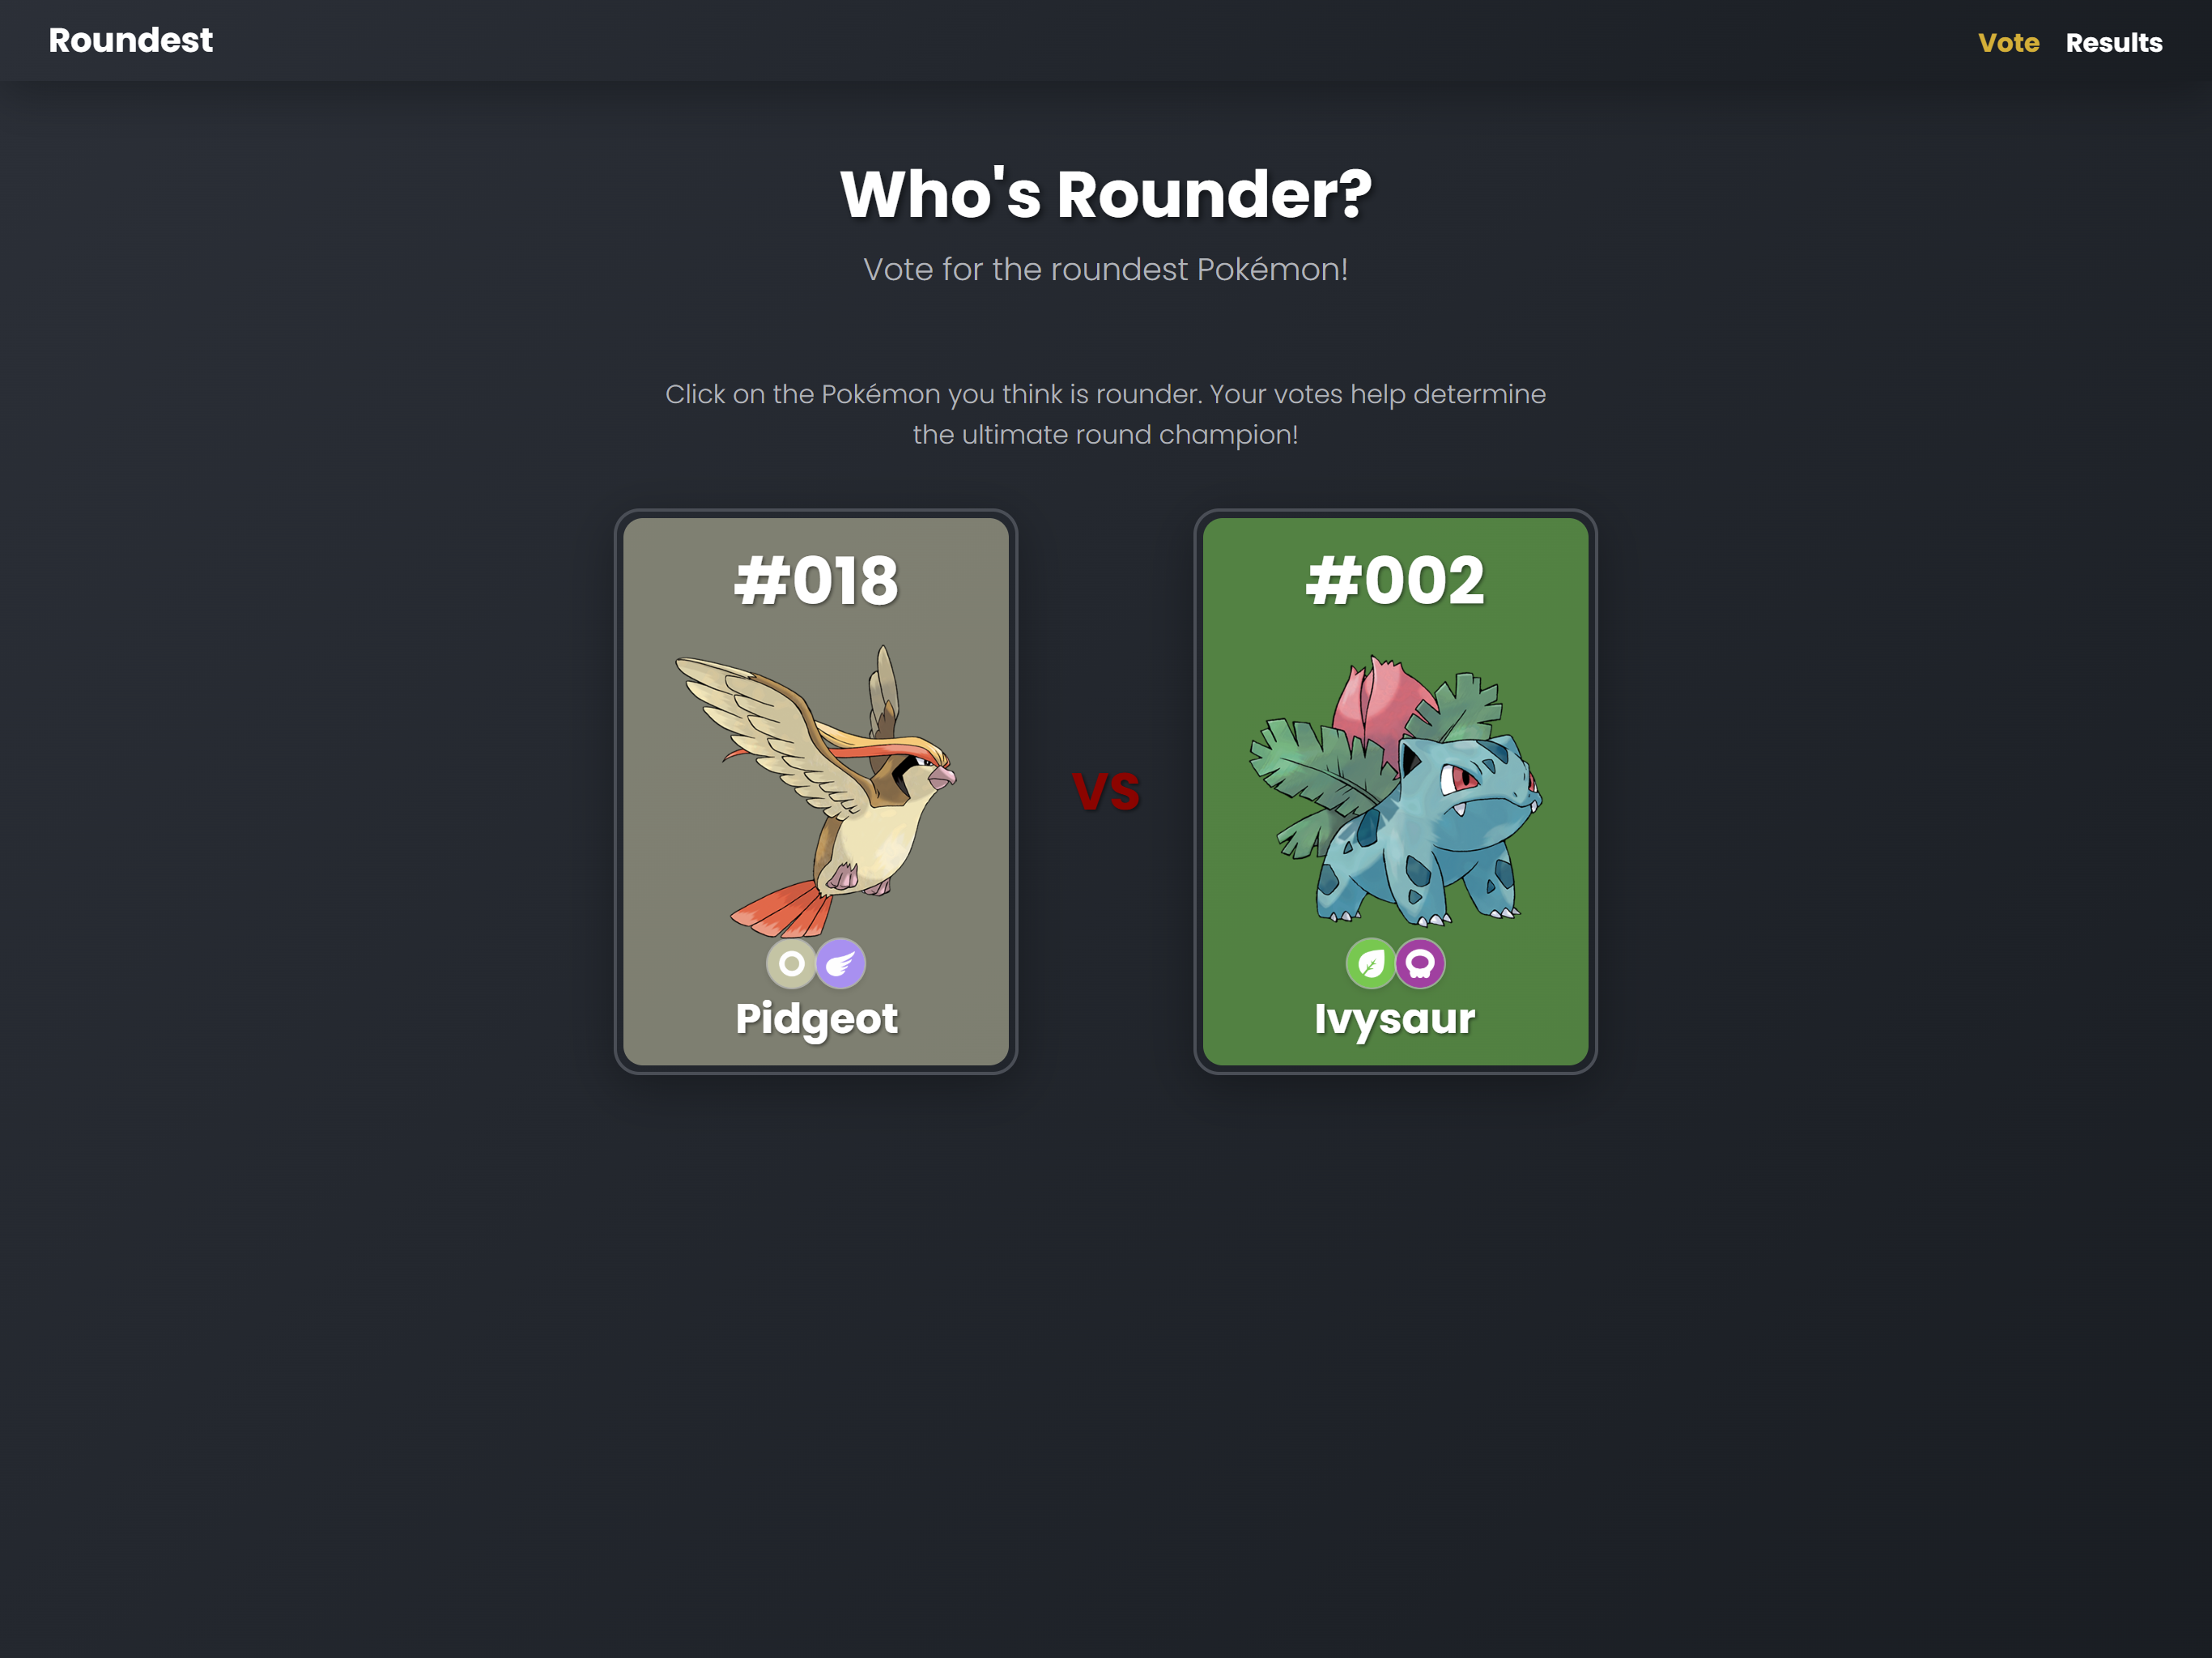 Roundest
Vote Results
Who's Rounder?
Vote for the roundest Pokémon!
Click on the Pokémon you think is rounder. Your votes help determine
the ultimate round champion!
#018
Pidgeot
VS
#002
Ivysaur